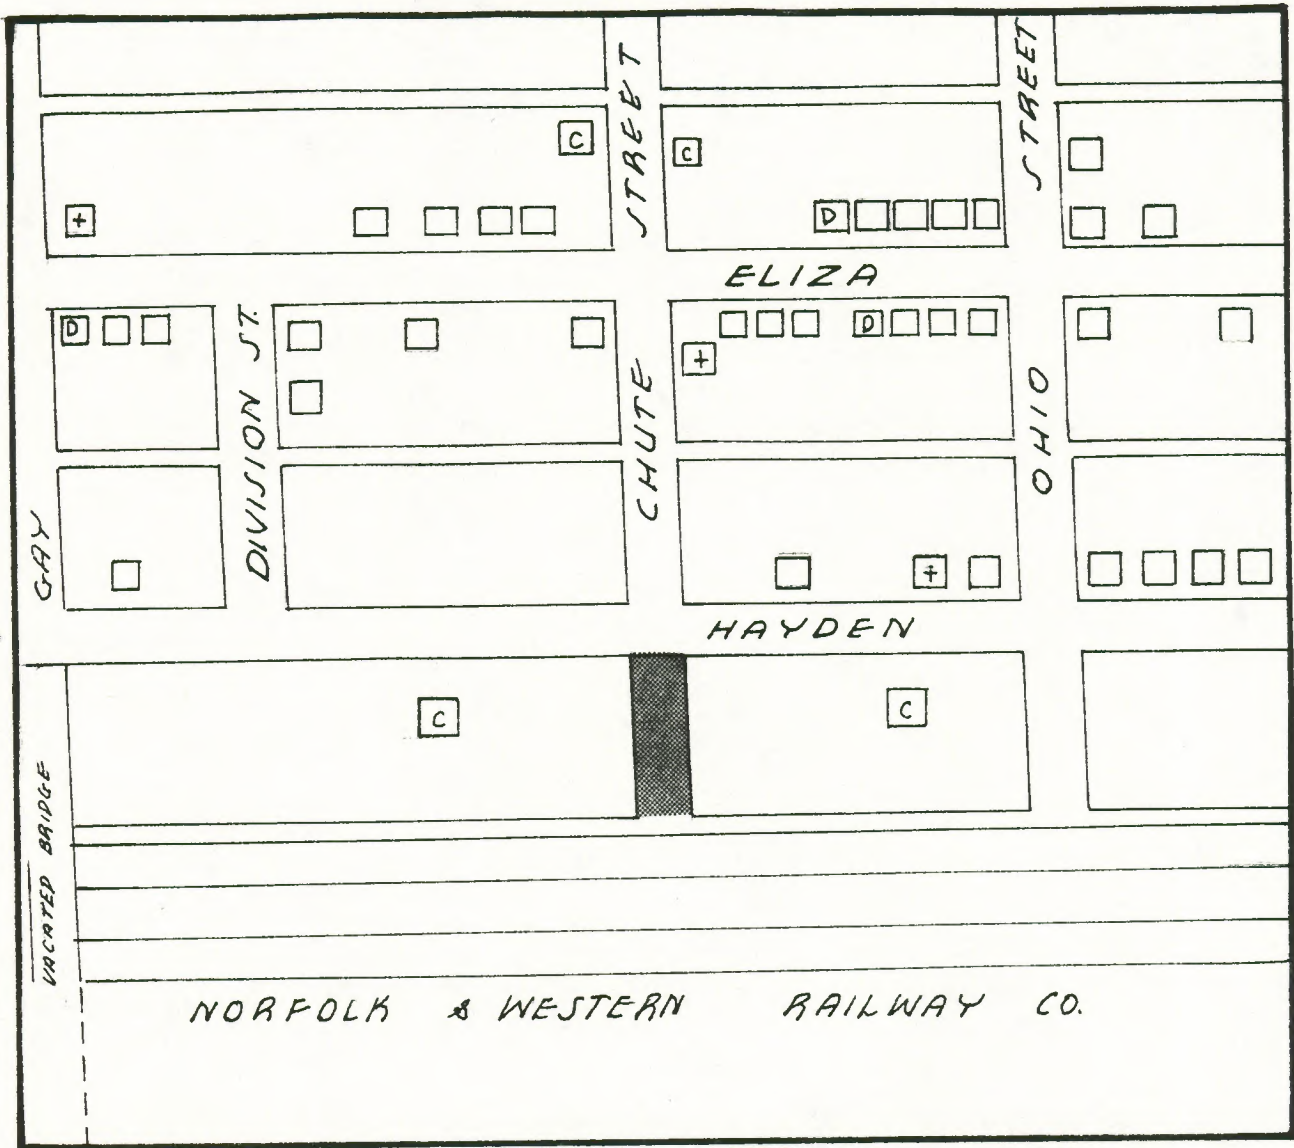 STREET
STREET
C
C
+
D
ELIZA
D
D
+
DIVISION ST.
CHUTE
OHIO
GAY
+
HAYDEN
C
C
VACATED BRIDGE
NORFOLK & WESTERN RAILWAY CO.